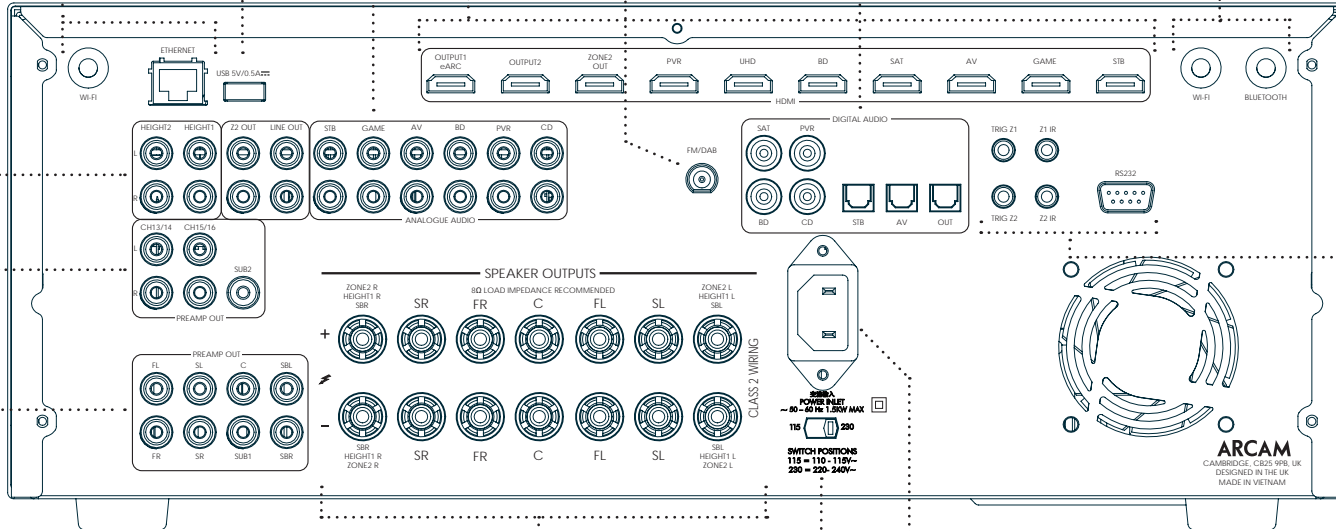 ETHERNET
USB 5V/0.5A
WI-FI
OUTPUT1
eARC
OUTPUT2
ZONE2
OUT
PVR
UHD
BD
SAT
AV
GAME
STB
HDMI
WI-FI
BLUETOOTH
HEIGHT2 HEIGHT1
Z2 OUT LINE OUT
STB GAME AV BD PVR CD
L
R
ANALOGUE AUDIO
FM/DAB
DIGITAL AUDIO
SAT PVR
BD CD STB AV OUT
TRIG Z1 Z1 IR
TRIG Z2 Z2 IR
RS232
CH13/14 CH15/16
L
R
SUB2
PREAMP OUT
SPEAKER OUTPUTS
8Ω LOAD IMPEDANCE RECOMMENDED
ZONE2 R
HEIGHT1 R
SBR
SR FR C FL SL
ZONE2 L
HEIGHT1 L
SBL
+
–
SBR
HEIGHT1 R
ZONE2 R
SR FR C FL SL
SBL
HEIGHT1 L
ZONE2 L
CLASS 2 WIRING
PREAMP OUT
FL SL C SBL
FR SR SUB1 SBR
POWER INLET
~ 50 – 60 Hz 1.5KW MAX
115 230
SWITCH POSITIONS
115 = 110 - 115V~
230 = 220- 240V~
ARCAM
CAMBRIDGE, CB25 9PB, UK
DESIGNED IN THE UK
MADE IN VIETNAM